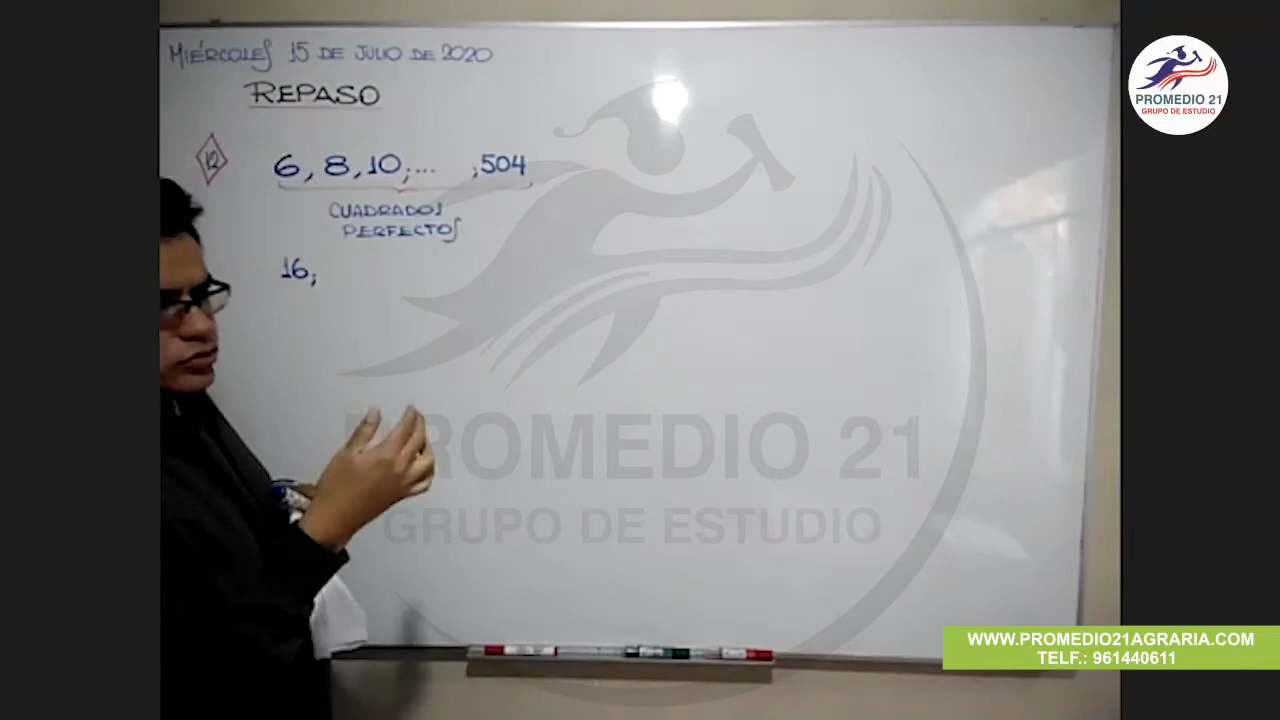 MIÉRCOLES 15 DE JULIO DE 2020
REPASO
12
6, 8, 10; ... ; 504
CUADRADOS
PERFECTOS
16;
PROMEDIO 21
GRUPO DE ESTUDIO
PROMEDIO 21
GRUPO DE ESTUDIO
WWW.PROMEDIO21AGRARIA.COM
TELF.: 961440611